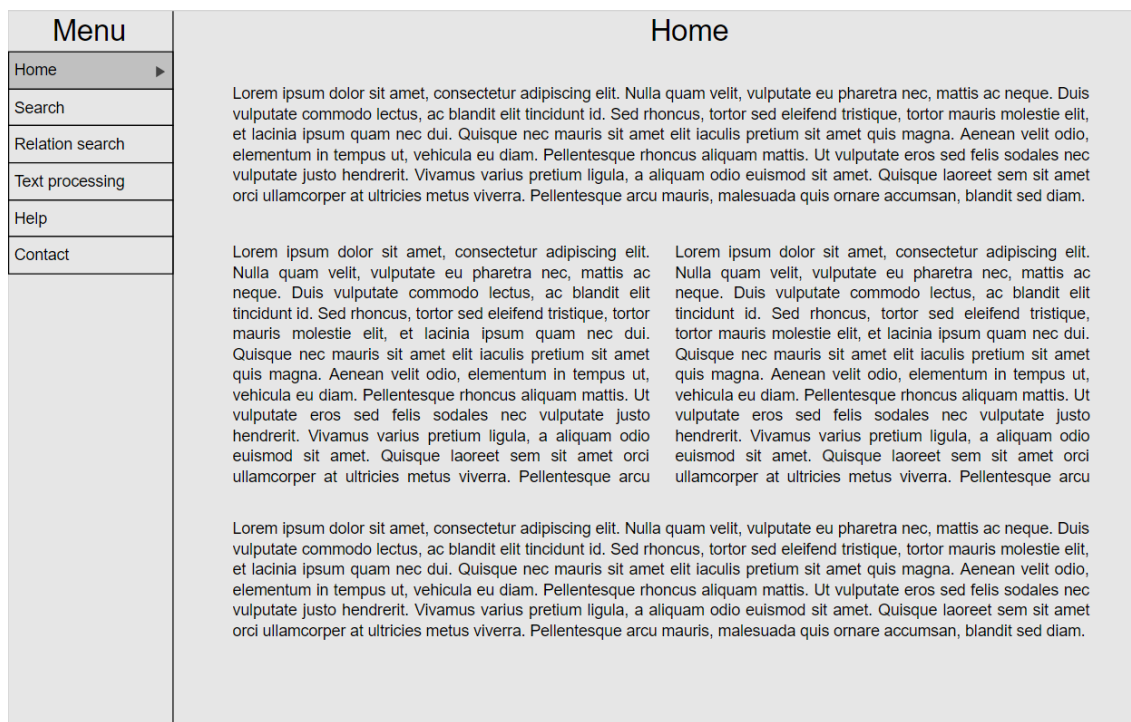 Menu
Home
Search
Relation search
Text processing
Help
Contact
Home
Lorem ipsum dolor sit amet, consectetur adipiscing elit. Nulla quam velit, vulputate eu pharetra nec, mattis ac neque. Duis
vulputate commodo lectus, ac blandit elit tincidunt id. Sed rhoncus, tortor sed eleifend tristique, tortor mauris molestie elit,
et lacinia ipsum quam nec dui. Quisque nec mauris sit amet elit iaculis pretium sit amet quis magna. Aenean velit odio,
elementum in tempus ut, vehicula eu diam. Pellentesque rhoncus aliquam mattis. Ut vulputate eros sed felis sodales nec
vulputate justo hendrerit. Vivamus varius pretium ligula, a aliquam odio euismod sit amet. Quisque laoreet sem sit amet
orci ullamcorper at ultricies metus viverra. Pellentesque arcu mauris, malesuada quis ornare accumsan, blandit sed diam.
Lorem ipsum dolor sit amet, consectetur adipiscing elit.
Nulla quam velit, vulputate eu pharetra nec, mattis ac
neque. Duis vulputate commodo lectus, ac blandit elit
tincidunt id. Sed rhoncus, tortor sed eleifend tristique, tortor
mauris molestie elit, et lacinia ipsum quam nec dui.
Quisque nec mauris sit amet elit iaculis pretium sit amet
quis magna. Aenean velit odio, elementum in tempus ut,
vehicula eu diam. Pellentesque rhoncus aliquam mattis. Ut
vulputate eros sed felis sodales nec vulputate justo
hendrerit. Vivamus varius pretium ligula, a aliquam odio
euismod sit amet. Quisque laoreet sem sit amet orci
ullamcorper at ultricies metus viverra. Pellentesque arcu
Lorem ipsum dolor sit amet, consectetur adipiscing elit.
Nulla quam velit, vulputate eu pharetra nec, mattis ac
neque. Duis vulputate commodo lectus, ac blandit elit
tincidunt id. Sed rhoncus, tortor sed eleifend tristique,
tortor mauris molestie elit, et lacinia ipsum quam nec dui.
Quisque nec mauris sit amet elit iaculis pretium sit amet
quis magna. Aenean velit odio, elementum in tempus ut,
vehicula eu diam. Pellentesque rhoncus aliquam mattis. Ut
vulputate eros sed felis sodales nec vulputate justo
hendrerit. Vivamus varius pretium ligula, a aliquam odio
euismod sit amet. Quisque laoreet sem sit amet orci
ullamcorper at ultricies metus viverra. Pellentesque arcu
Lorem ipsum dolor sit amet, consectetur adipiscing elit. Nulla quam velit, vulputate eu pharetra nec, mattis ac neque. Duis
vulputate commodo lectus, ac blandit elit tincidunt id. Sed rhoncus, tortor sed eleifend tristique, tortor mauris molestie elit,
et lacinia ipsum quam nec dui. Quisque nec mauris sit amet elit iaculis pretium sit amet quis magna. Aenean velit odio,
elementum in tempus ut, vehicula eu diam. Pellentesque rhoncus aliquam mattis. Ut vulputate eros sed felis sodales nec
vulputate justo hendrerit. Vivamus varius pretium ligula, a aliquam odio euismod sit amet. Quisque laoreet sem sit amet
orci ullamcorper at ultricies metus viverra. Pellentesque arcu mauris, malesuada quis ornare accumsan, blandit sed diam.